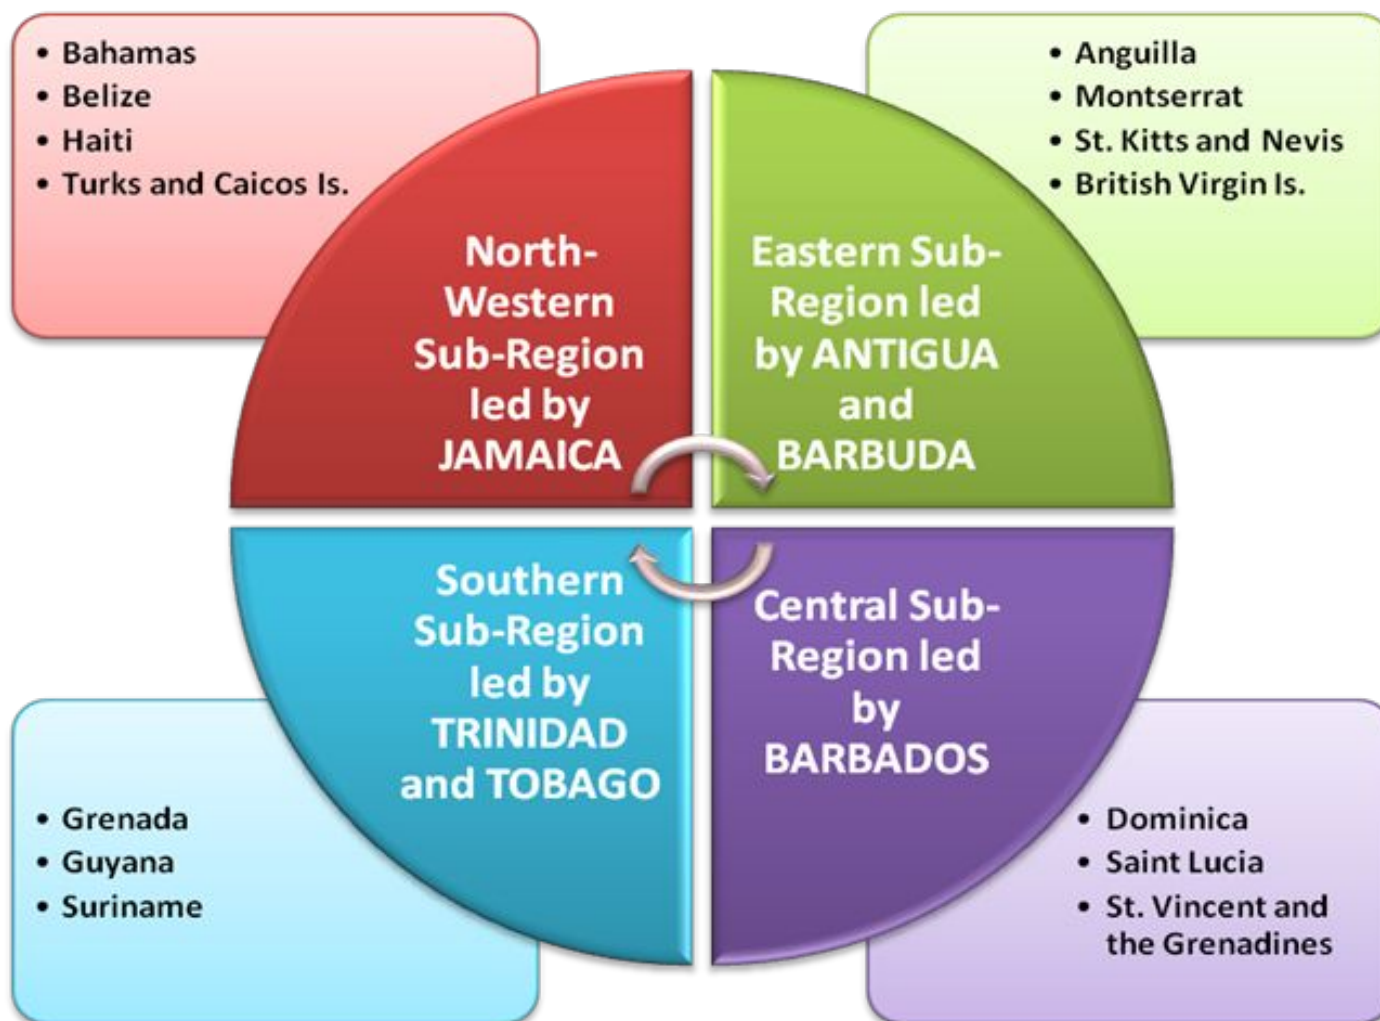 • Bahamas
• Belize
• Haiti
• Turks and Caicos Is.
• Anguilla
• Montserrat
• St. Kitts and Nevis
• British Virgin Is.
North-
Western
Sub-Region
led by
JAMAICA
Eastern Sub-
Region led
by ANTIGUA
and
BARBUDA
Southern
Sub-Region
led by
TRINIDAD
and TOBAGO
Central Sub-
Region led
by
BARBADOS
• Grenada
• Guyana
• Suriname
• Dominica
• Saint Lucia
• St. Vincent and
the Grenadines